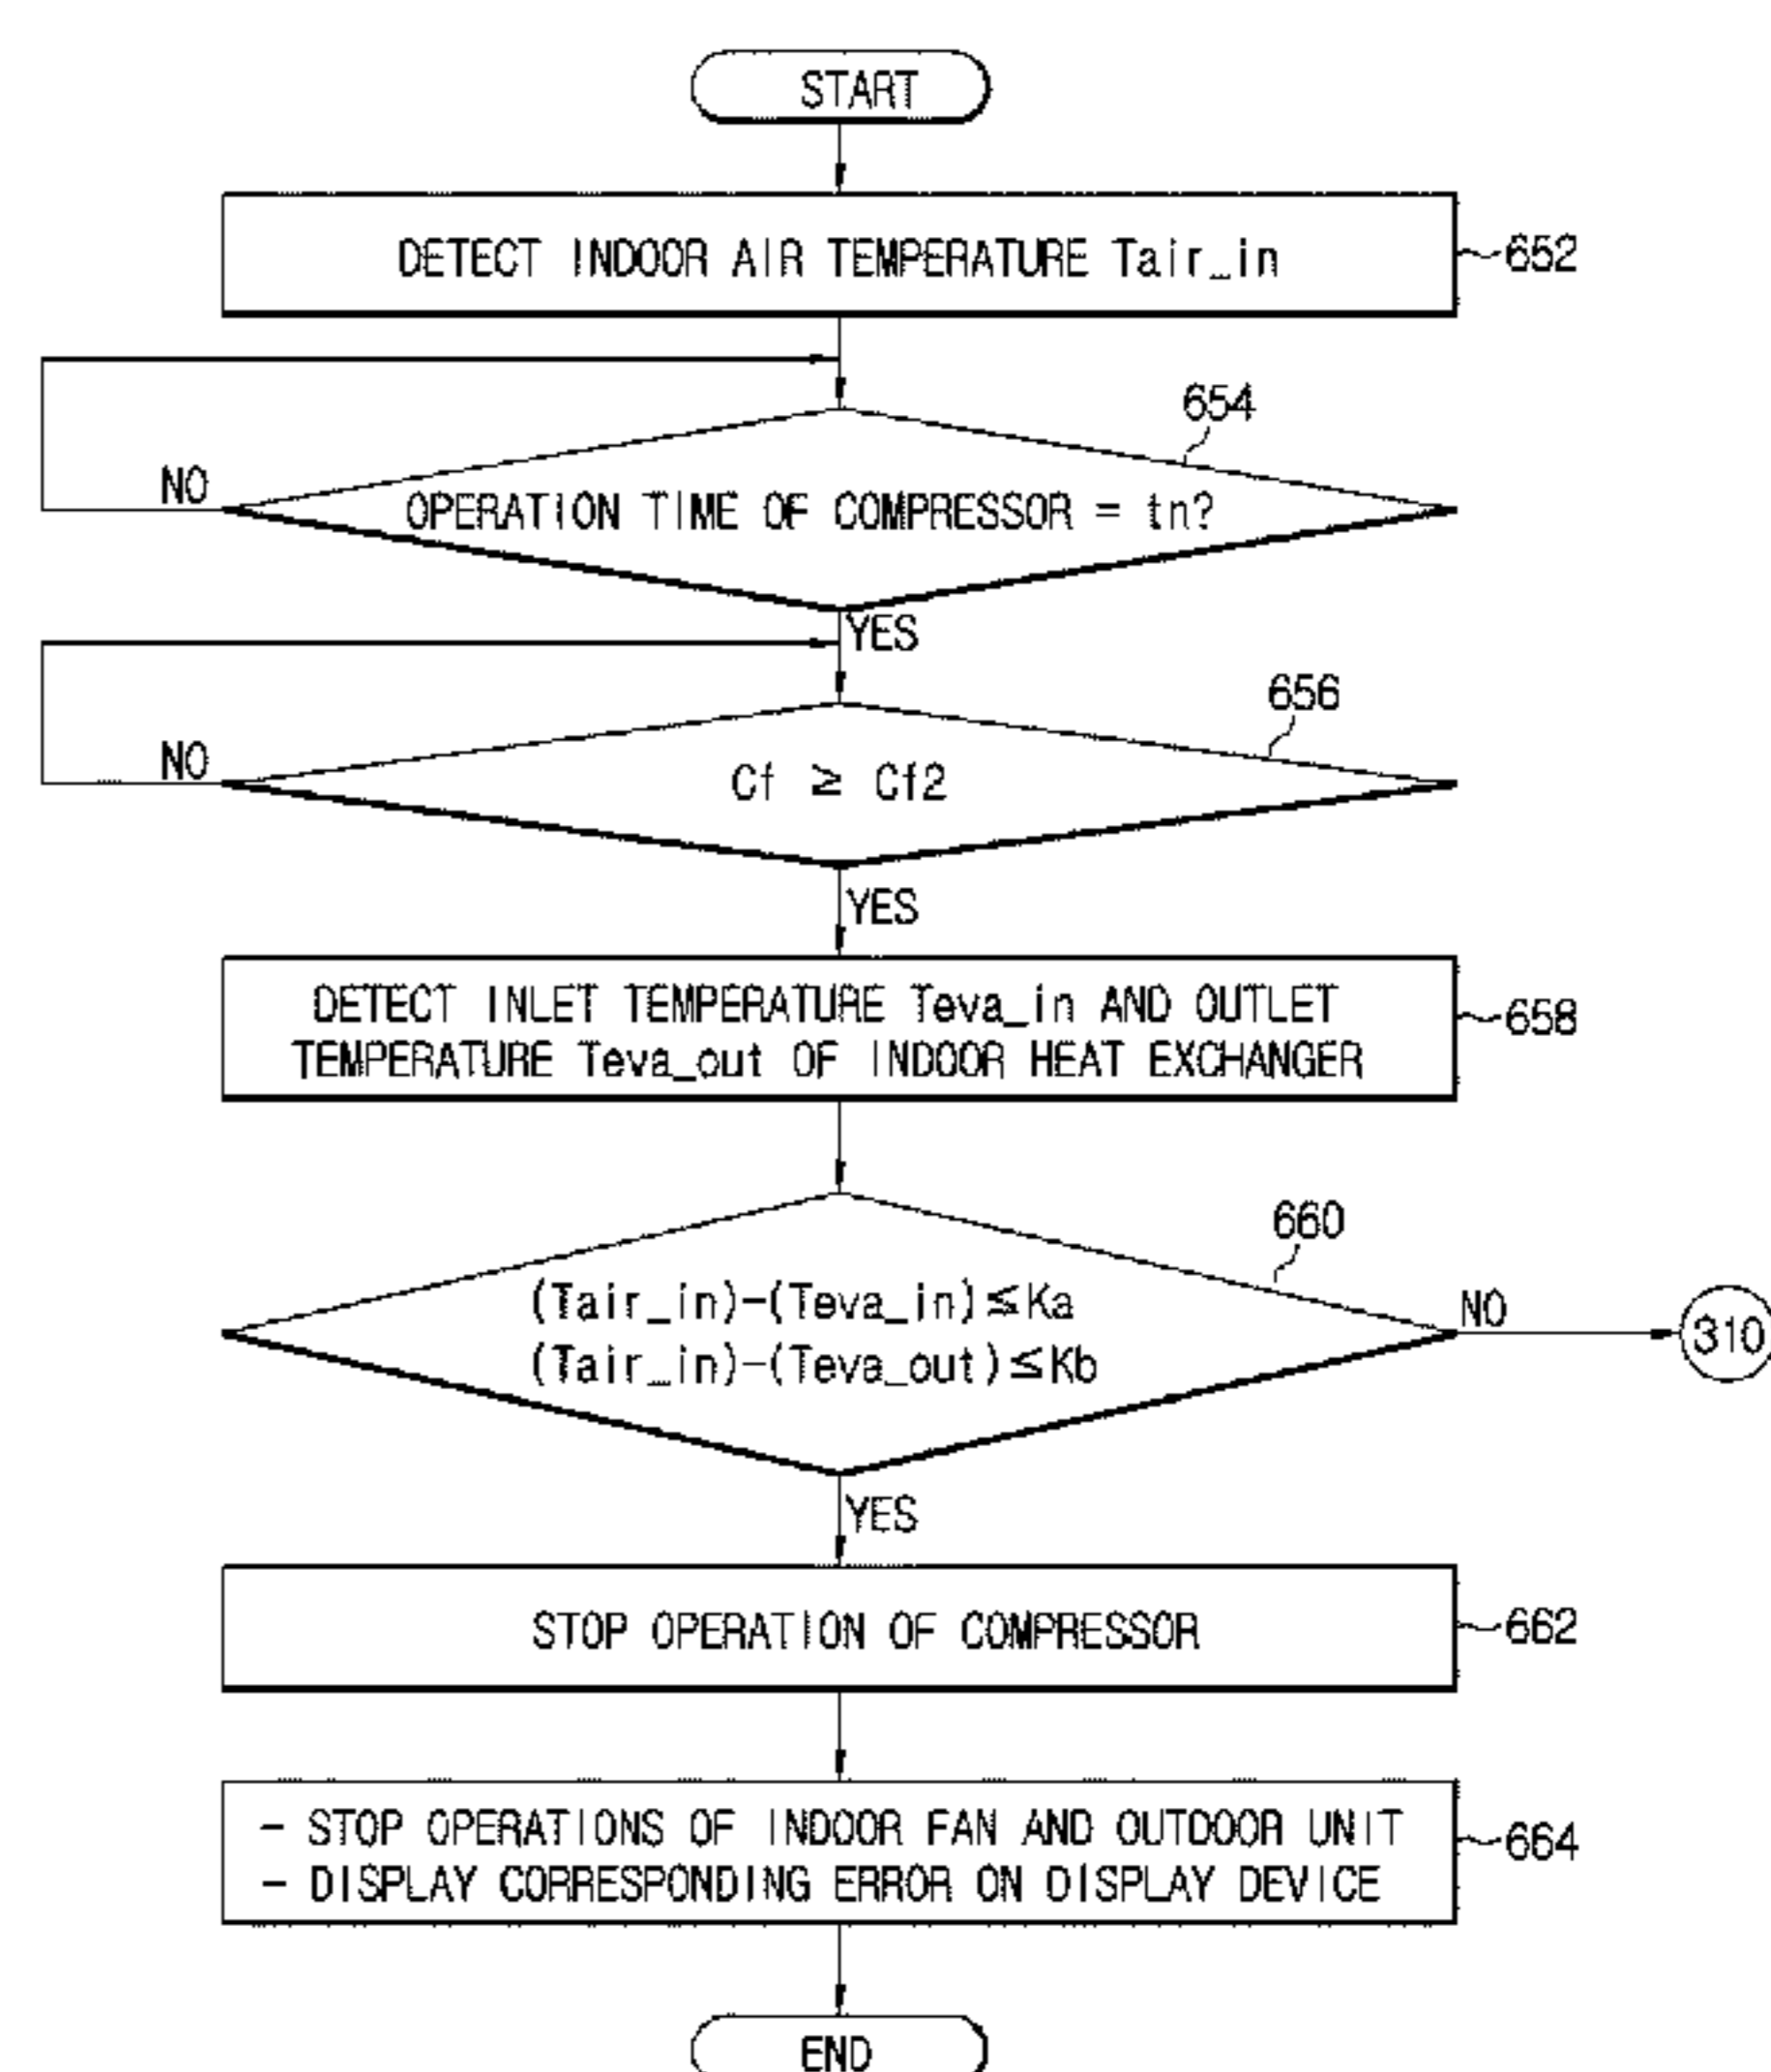 START
DETECT INDOOR AIR TEMPERATURE Tair_in
652
654
NO
OPERATION TIME OF COMPRESSOR = tn?
YES
656
NO
Cf ≥ Cf2
YES
DETECT INLET TEMPERATURE Teva_in AND OUTLET
TEMPERATURE Teva_out OF INDOOR HEAT EXCHANGER
658
660
(Tair_in)-(Teva_in)≦Ka
(Tair_in)-(Teva_out)≦Kb
NO
310
YES
STOP OPERATION OF COMPRESSOR
662
- STOP OPERATIONS OF INDOOR FAN AND OUTDOOR UNIT
- DISPLAY CORRESPONDING ERROR ON DISPLAY DEVICE
664
END